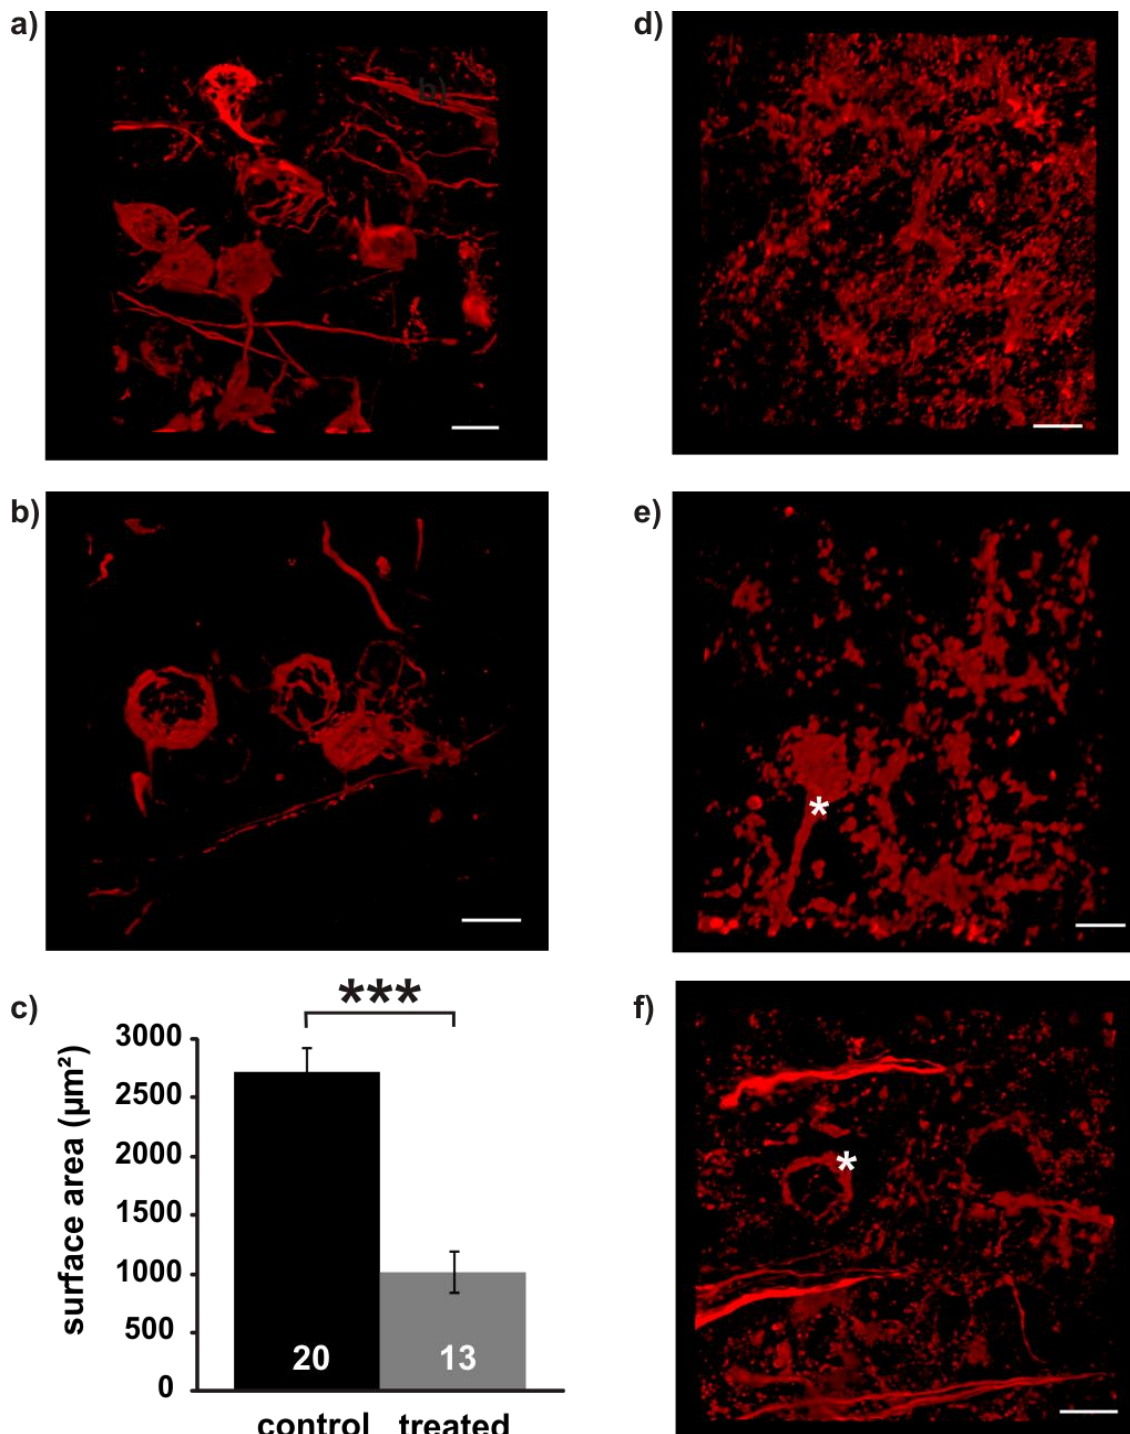 a)
b)
d)
b)
e)
c)
***
surface area (µm²)
3000
2500
2000
1500
1000
500
0
20
13
control
treated
*
f)
*